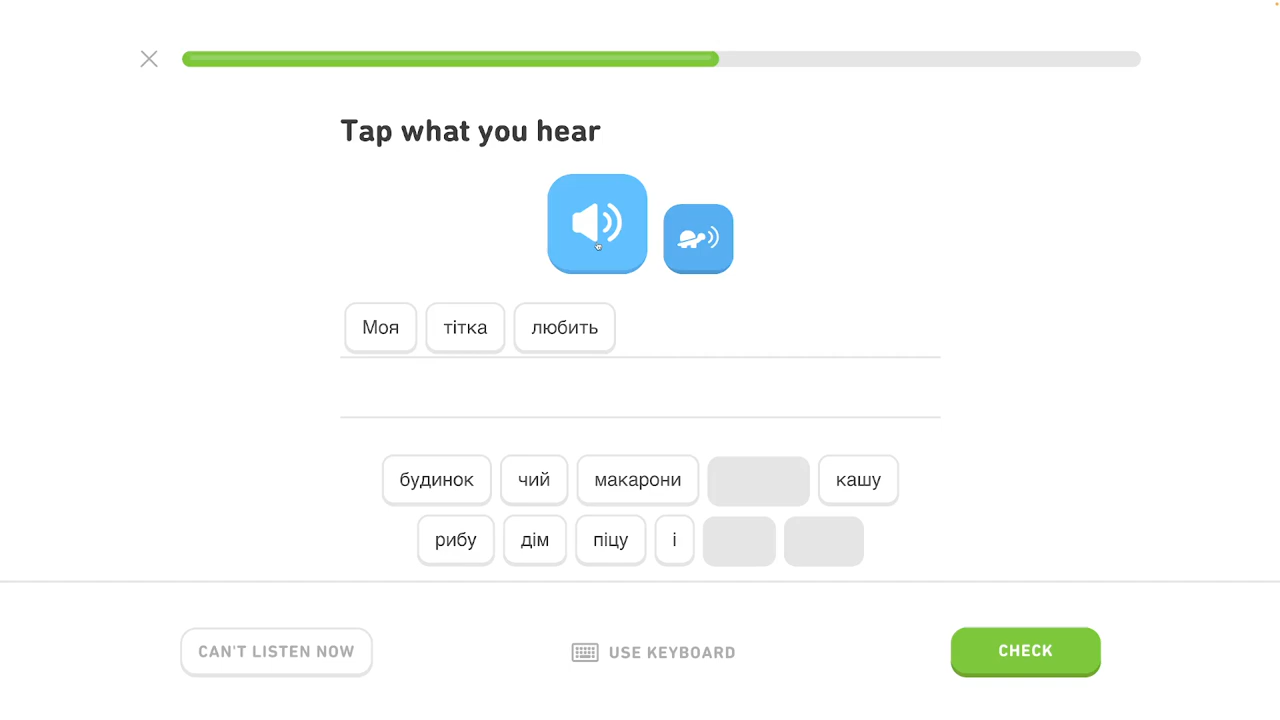 Tap what you hear
Моя тітка любить
будинок чий макарони кашу
рибу дім піцу і
CAN'T LISTEN NOW USE KEYBOARD CHECK